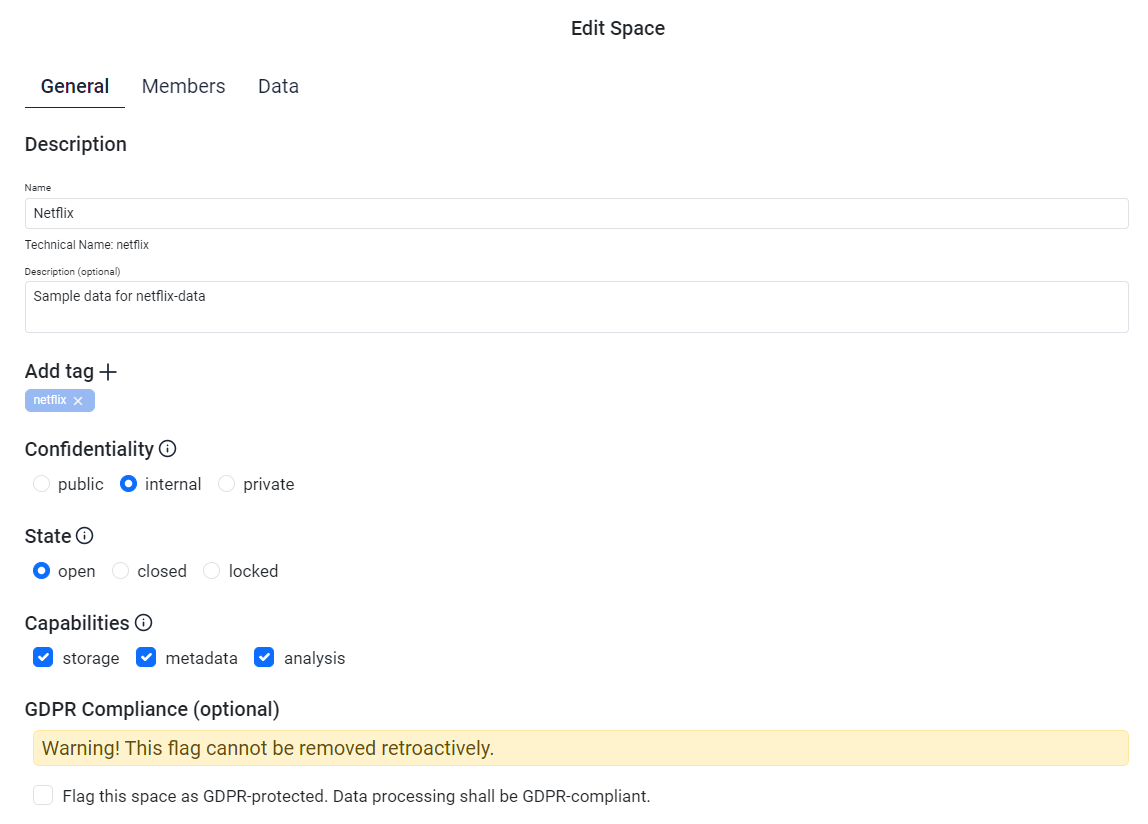 Edit Space
General Members Data
Description
Name
Netflix
Technical Name: netflix
Description (optional)
Sample data for netflix-data
Add tag
netflix
Confidentiality
public internal private
State
open closed locked
Capabilities
storage metadata analysis
GDPR Compliance (optional)
Warning! This flag cannot be removed retroactively.
Flag this space as GDPR-protected. Data processing shall be GDPR-compliant.